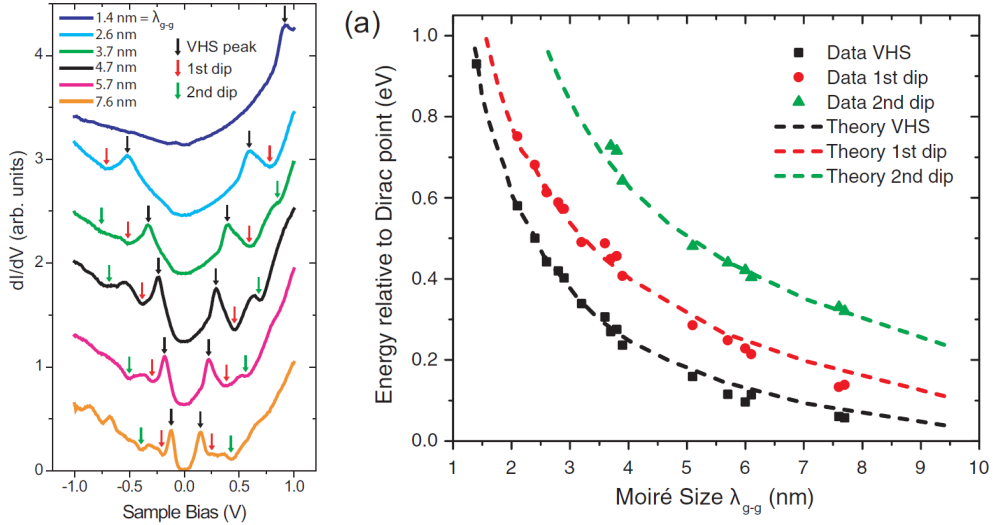 1.4 nm = λg-g
2.6 nm
3.7 nm
4.7 nm
5.7 nm
7.6 nm
VHS peak
1st dip
2nd dip
dI/dV (arb. units)
4
3
2
1
0
-1.0 -0.5 0.0 0.5 1.0
Sample Bias (V)
(a)
Data VHS
Data 1st dip
Data 2nd dip
Theory VHS
Theory 1st dip
Theory 2nd dip
Energy relative to Dirac point (eV)
1.0
0.8
0.6
0.4
0.2
0.0
1 2 3 4 5 6 7 8 9 10
Moiré Size λg-g (nm)